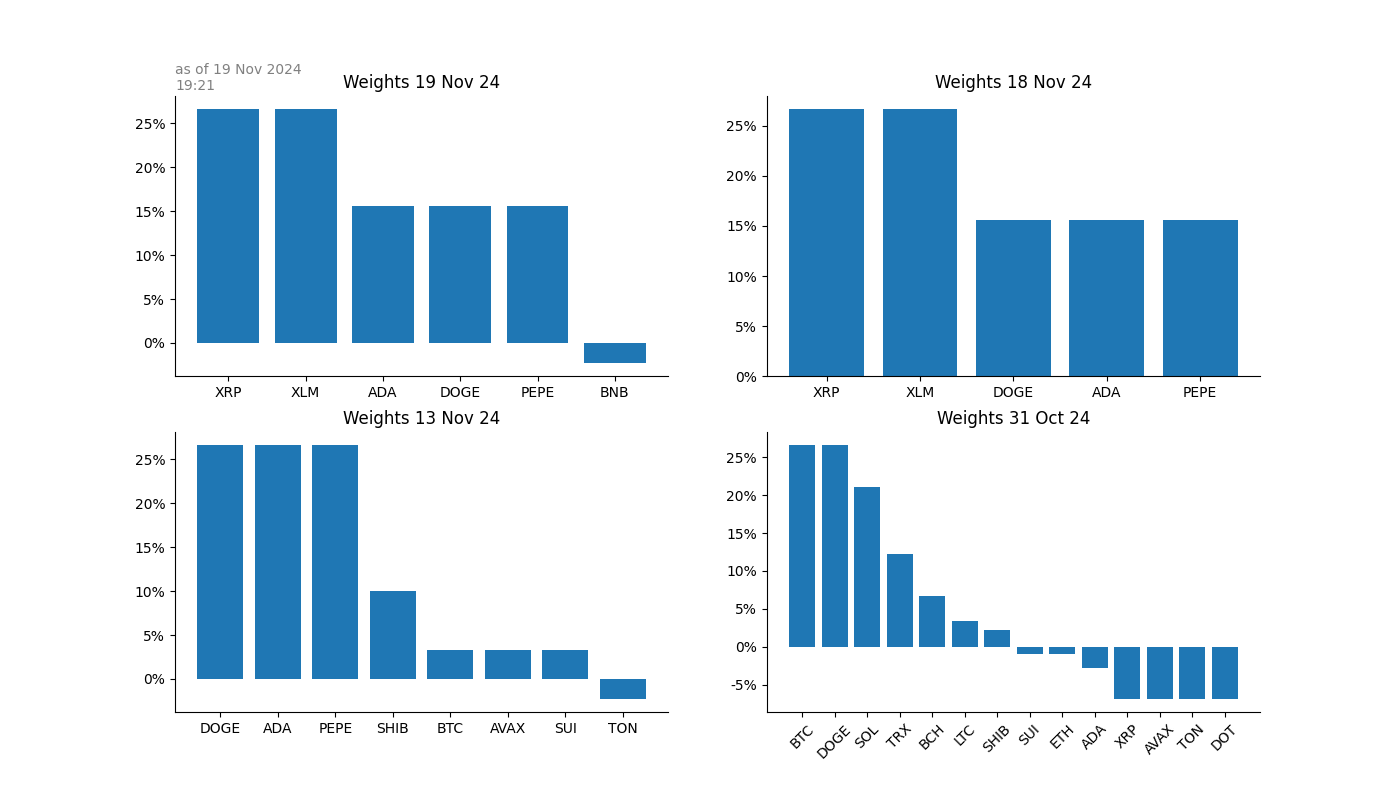 as of 19 Nov 2024
19:21
Weights 19 Nov 24
25%
20%
15%
10%
5%
0%
XRP XLM ADA DOGE PEPE BNB
Weights 18 Nov 24
25%
20%
15%
10%
5%
0%
XRP XLM DOGE ADA PEPE
Weights 13 Nov 24
25%
20%
15%
10%
5%
0%
DOGE ADA PEPE SHIB BTC AVAX SUI TON
Weights 31 Oct 24
25%
20%
15%
10%
5%
0%
-5%
BTC DOGE SOL TRX BCH LTC SHIB SUI ETH ADA XRP AVAX TON DOT